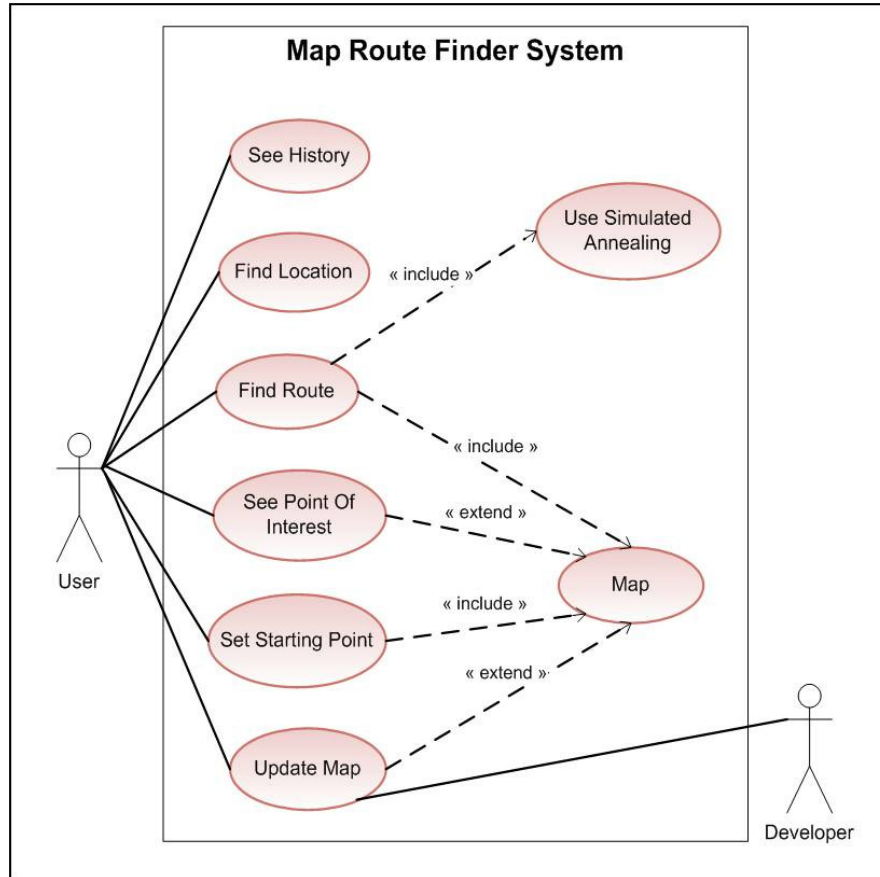 Map Route Finder System
See History
Use Simulated
Annealing
Find Location
« include »
Find Route
« include »
See Point Of
Interest
« extend »
Map
User
« include »
Set Starting Point
« extend »
Update Map
Developer